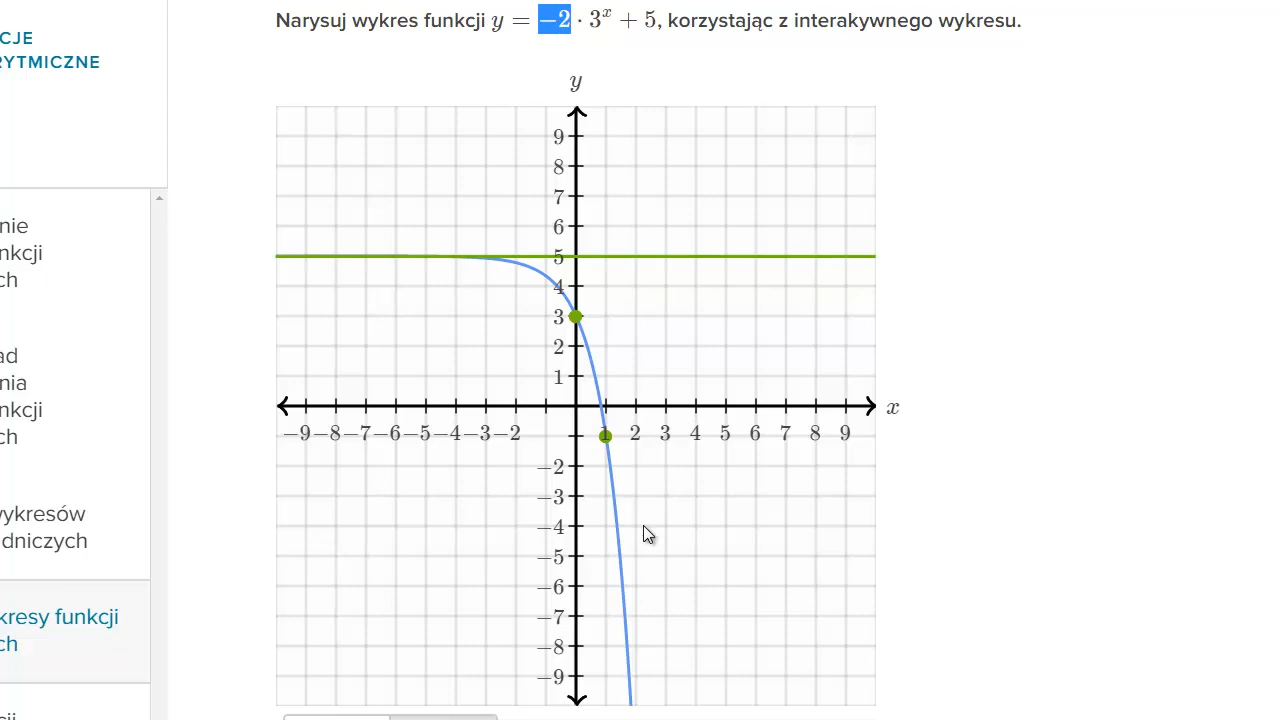 Narysuj wykres funkcji y = −2 · 3^x + 5, korzystając z interakywnego wykresu.
CJE
RYTMICZNE
nie
nkcji
ch
ad
nia
nkcji
ch
wykresów
dniczych
kresy funkcji
ch
y
9
8
7
6
5
4
3
2
1
x
−9 −8 −7 −6 −5 −4 −3 −2 1 2 3 4 5 6 7 8 9
−2
−3
−4
−5
−6
−7
−8
−9